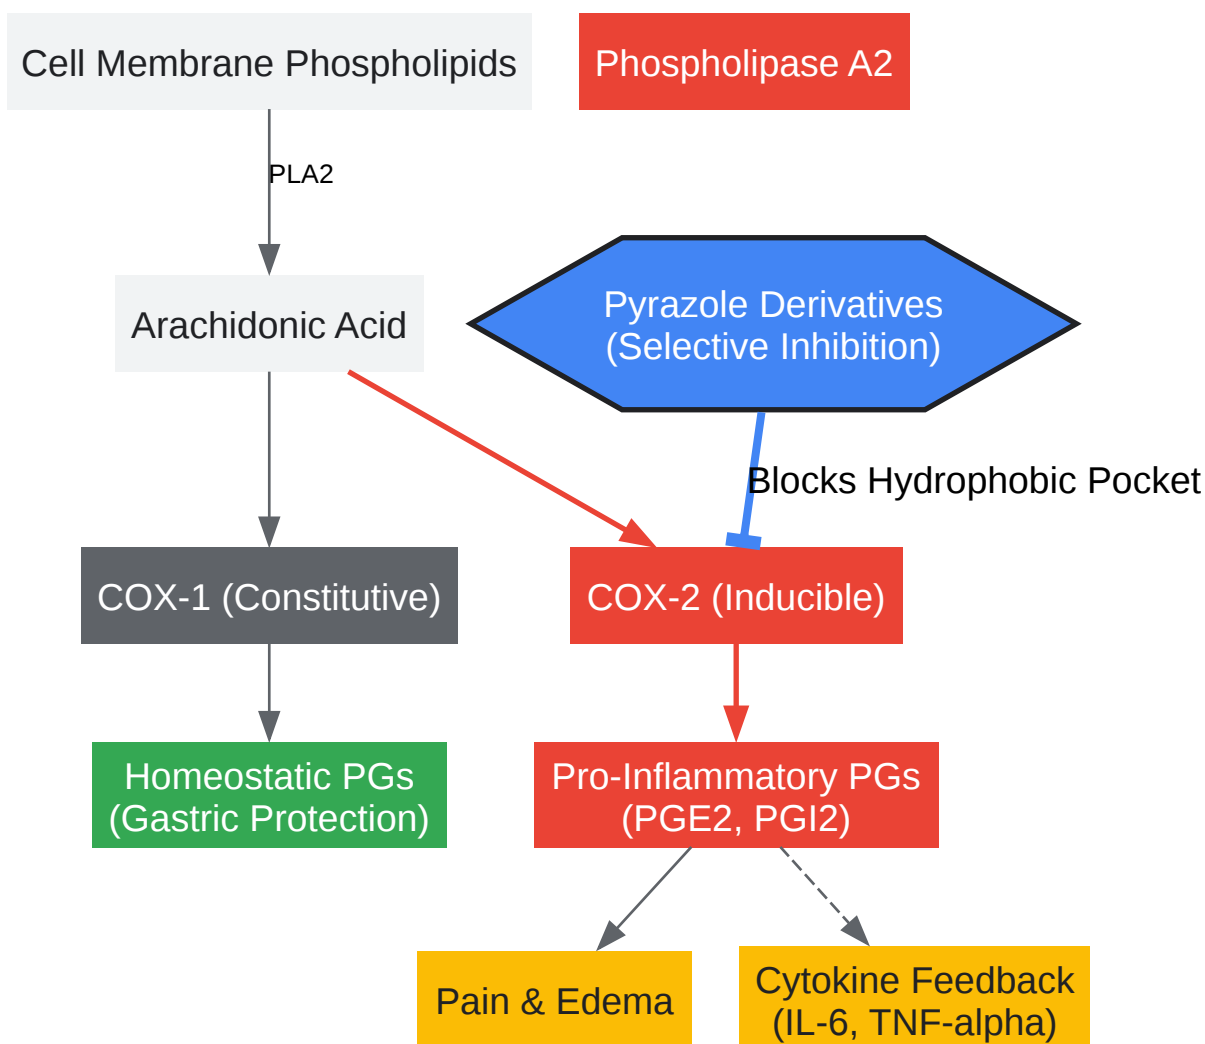 Cell Membrane Phospholipids
Phospholipase A2
PLA2
Arachidonic Acid
Pyrazole Derivatives
(Selective Inhibition)
Blocks Hydrophobic Pocket
COX-1 (Constitutive)
COX-2 (Inducible)
Homeostatic PGs
(Gastric Protection)
Pro-Inflammatory PGs
(PGE2, PGI2)
Pain & Edema
Cytokine Feedback
(IL-6, TNF-alpha)